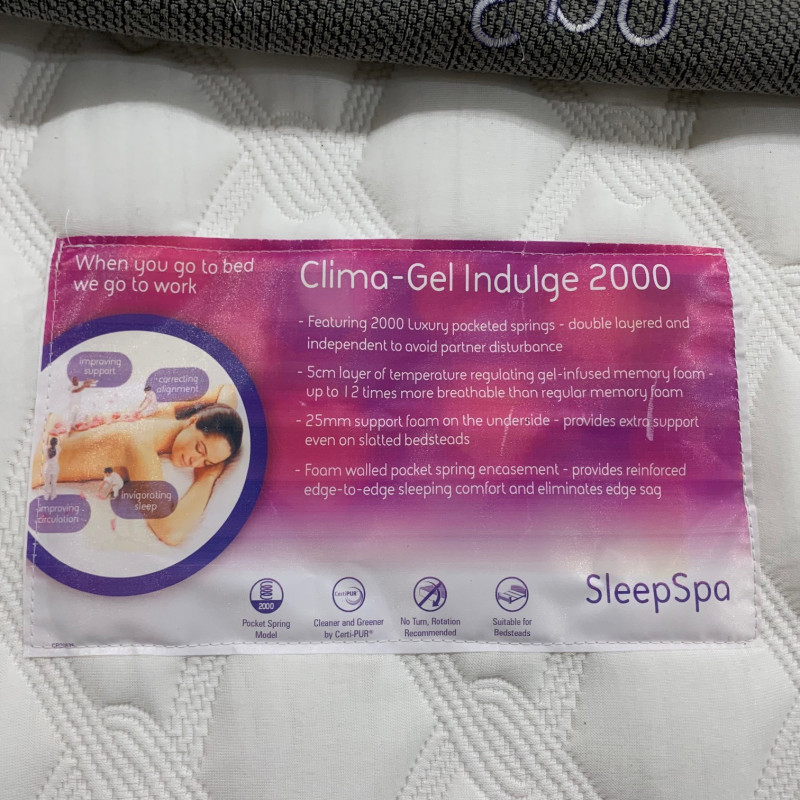 When you go to bed
we go to work
Clima-Gel Indulge 2000
- Featuring 2000 Luxury pocketed springs - double layered and
independent to avoid partner disturbance
- 5cm layer of temperature regulating gel-infused memory foam -
up to 12 times more breathable than regular memory foam
- 25mm support foam on the underside - provides extra support
even on slatted bedsteads
- Foam walled pocket spring encasement - provides reinforced
edge-to-edge sleeping comfort and eliminates edge sag
improving
support
correcting
alignment
improving
circulation
invigorating
sleep
2000
Pocket Spring
Model
CertiPUR
Cleaner and Greener
by Certi-PUR®
No Turn, Rotation
Recommended
Suitable for
Bedsteads
SleepSpa